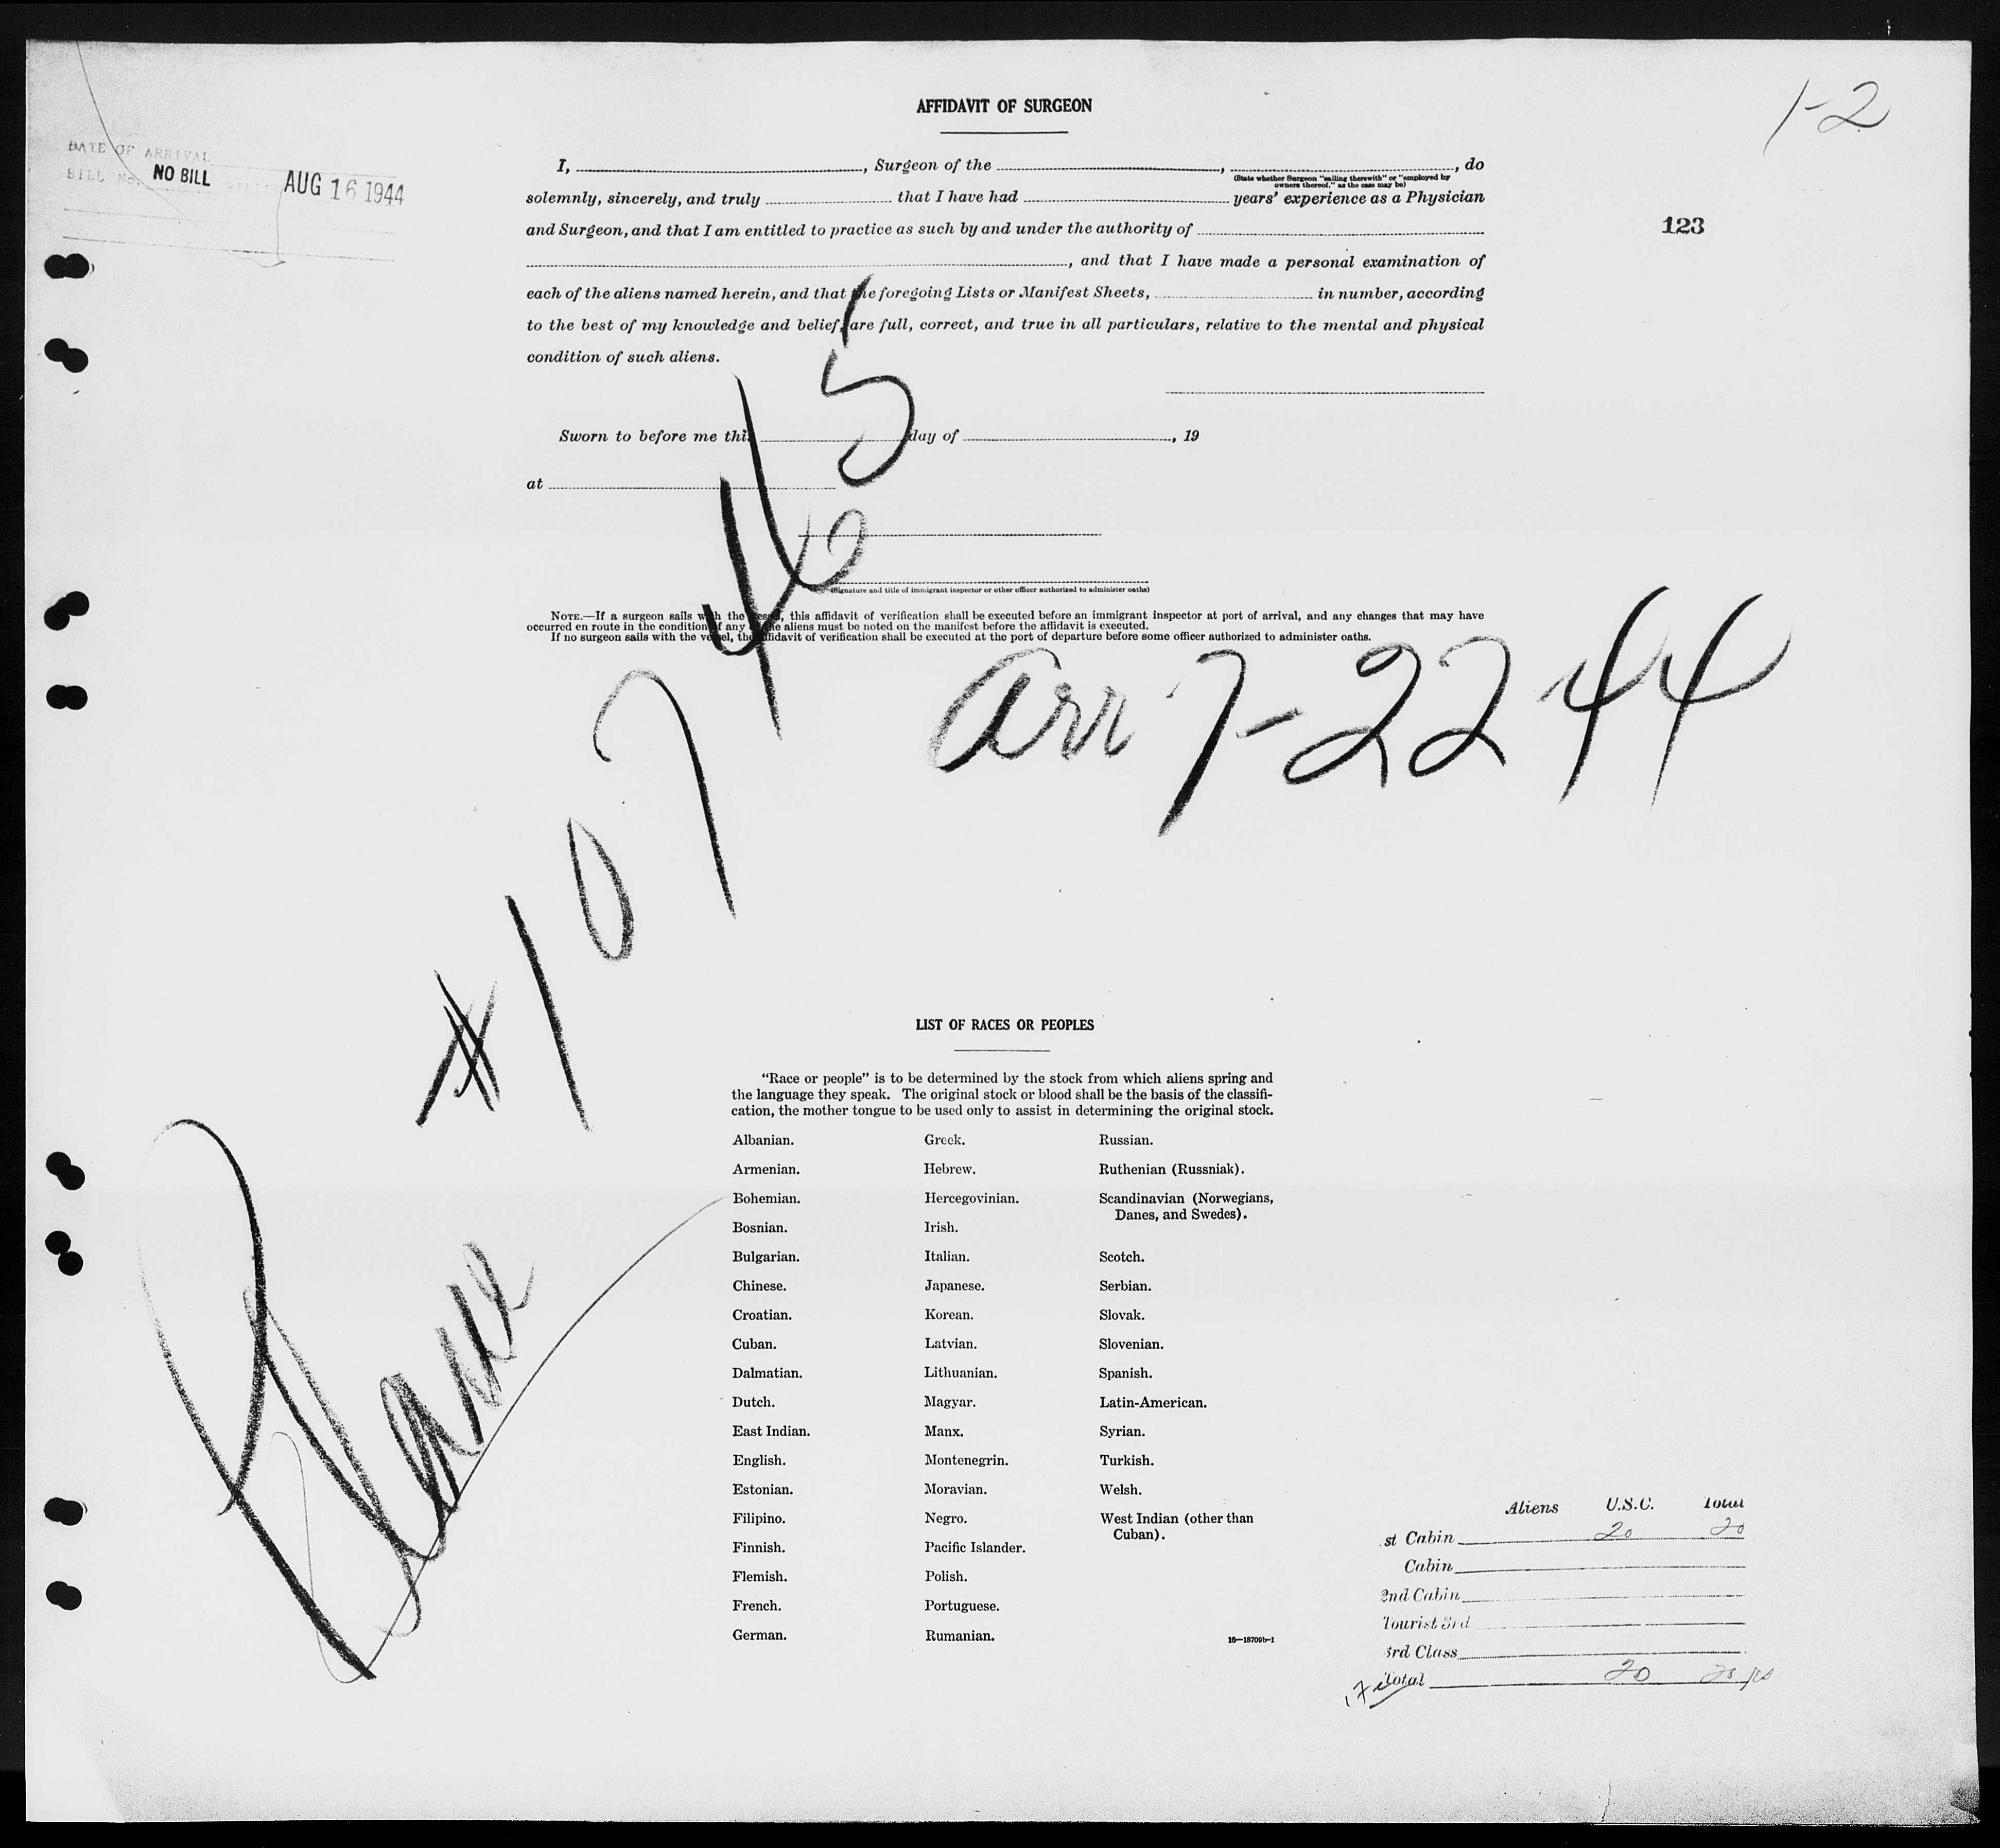 1-2
AFFIDAVIT OF SURGEON
DATE OF ARRIVAL
BILL No. NO BILL AUG 16 1944
123
I, , Surgeon of the , , do
(State whether Surgeon "sailing therewith" or "employed by
owners thereof," as the case may be)
solemnly, sincerely, and truly that I have had years' experience as a Physician
and Surgeon, and that I am entitled to practice as such by and under the authority of
, and that I have made a personal examination of
each of the aliens named herein, and that the foregoing Lists or Manifest Sheets, in number, according
to the best of my knowledge and belief, are full, correct, and true in all particulars, relative to the mental and physical
condition of such aliens.
Sworn to before me this day of , 19
at
(Signature and title of immigrant inspector or other officer authorized to administer oaths)
NOTE.—If a surgeon sails with the vessel, this affidavit of verification shall be executed before an immigrant inspector at port of arrival, and any changes that may have
occurred en route in the condition of any of the aliens must be noted on the manifest before the affidavit is executed.
If no surgeon sails with the vessel, the affidavit of verification shall be executed at the port of departure before some officer authorized to administer oaths.
Arr 7-22 44
Plane #107465
LIST OF RACES OR PEOPLES
"Race or people" is to be determined by the stock from which aliens spring and
the language they speak. The original stock or blood shall be the basis of the classifi-
cation, the mother tongue to be used only to assist in determining the original stock.
Albanian. Greek. Russian.
Armenian. Hebrew. Ruthenian (Russniak).
Bohemian. Hercegovinian. Scandinavian (Norwegians,
Danes, and Swedes).
Bosnian. Irish.
Bulgarian. Italian. Scotch.
Chinese. Japanese. Serbian.
Croatian. Korean. Slovak.
Cuban. Latvian. Slovenian.
Dalmatian. Lithuanian. Spanish.
Dutch. Magyar. Latin-American.
East Indian. Manx. Syrian.
English. Montenegrin. Turkish.
Estonian. Moravian. Welsh.
Filipino. Negro. West Indian (other than
Cuban).
Finnish. Pacific Islander.
Flemish. Polish.
French. Portuguese.
German. Rumanian.
16—18709b-1
Aliens U.S.C. Total
st Cabin 20 20
Cabin
2nd Cabin
Tourist 3rd
3rd Class
Total 20